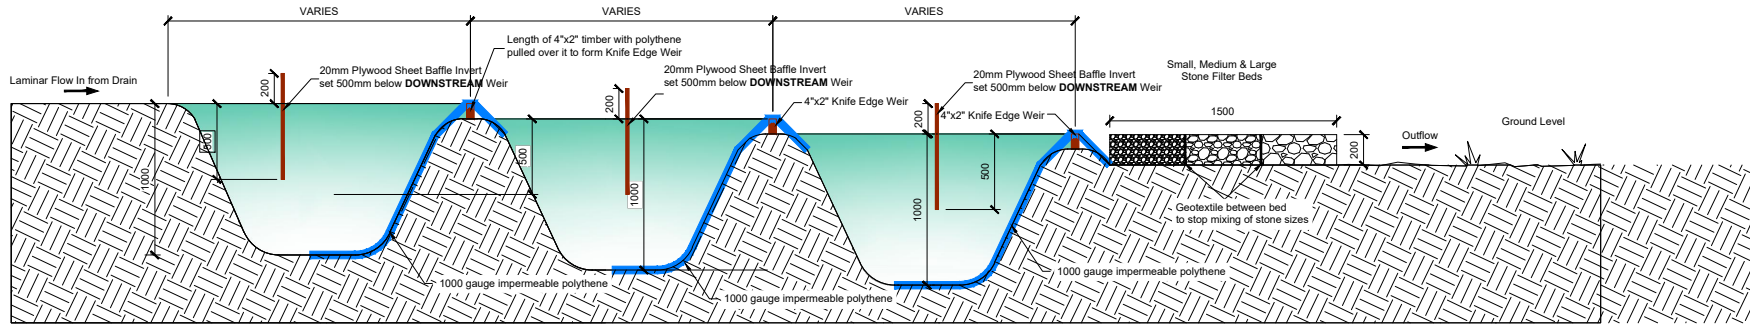 VARIES
VARIES
VARIES
Laminar Flow In from Drain
200
20mm Plywood Sheet Baffle Invert
set 500mm below DOWNSTREAM Weir
Length of 4"x2" timber with polythene
pulled over it to form Knife Edge Weir
200
20mm Plywood Sheet Baffle Invert
set 500mm below DOWNSTREAM Weir
4"x2" Knife Edge Weir
200
20mm Plywood Sheet Baffle Invert
set 500mm below DOWNSTREAM Weir
4"x2" Knife Edge Weir
Small, Medium & Large
Stone Filter Beds
1500
200
Outflow
Ground Level
500
1000
500
1000
500
1000
Geotextile between bed
to stop mixing of stone sizes
1000 gauge impermeable polythene
1000 gauge impermeable polythene
1000 gauge impermeable polythene